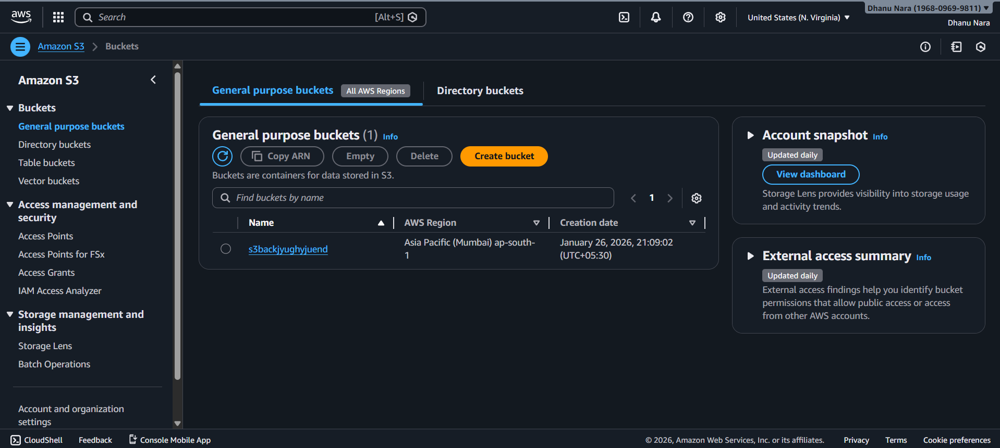 aws
Search
[Alt+S]
United States (N. Virginia)
Dhanu Nara (1968-0969-9811)
Dhanu Nara
Amazon S3
Buckets
Amazon S3
Buckets
General purpose buckets
Directory buckets
Table buckets
Vector buckets
Access management and
security
Access Points
Access Points for FSx
Access Grants
IAM Access Analyzer
Storage management and
insights
Storage Lens
Batch Operations
Account and organization
settings
General purpose buckets All AWS Regions
Directory buckets
General purpose buckets (1) Info
Copy ARN
Empty
Delete
Create bucket
Buckets are containers for data stored in S3.
Find buckets by name
1
Name
AWS Region
Creation date
s3backjyughyjuend
Asia Pacific (Mumbai) ap-south-
1
January 26, 2026, 21:09:02
(UTC+05:30)
Account snapshot Info
Updated daily
View dashboard
Storage Lens provides visibility into storage usage
and activity trends.
External access summary Info
Updated daily
External access findings help you identify bucket
permissions that allow public access or access
from other AWS accounts.
CloudShell
Feedback
Console Mobile App
© 2026, Amazon Web Services, Inc. or its affiliates.
Privacy
Terms
Cookie preferences